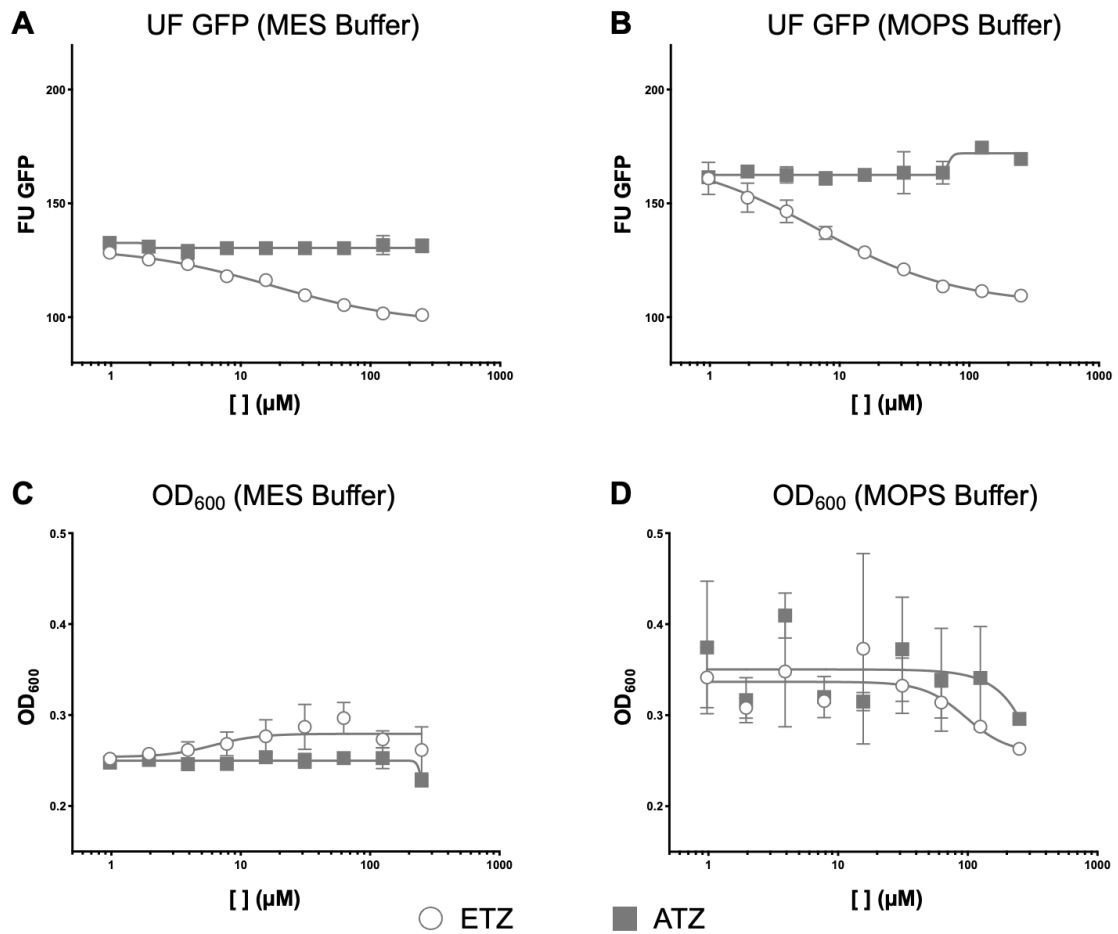 A UF GFP (MES Buffer)
200
150
100
FU GFP
1 10 100 1000
[ ] (µM)
B UF GFP (MOPS Buffer)
200
150
100
FU GFP
1 10 100 1000
[ ] (µM)
C OD₆₀₀ (MES Buffer)
0.5
0.4
0.3
0.2
OD₆₀₀
1 10 100 1000
[ ] (µM)
D OD₆₀₀ (MOPS Buffer)
0.5
0.4
0.3
0.2
OD₆₀₀
1 10 100 1000
[ ] (µM)
ETZ ATZ